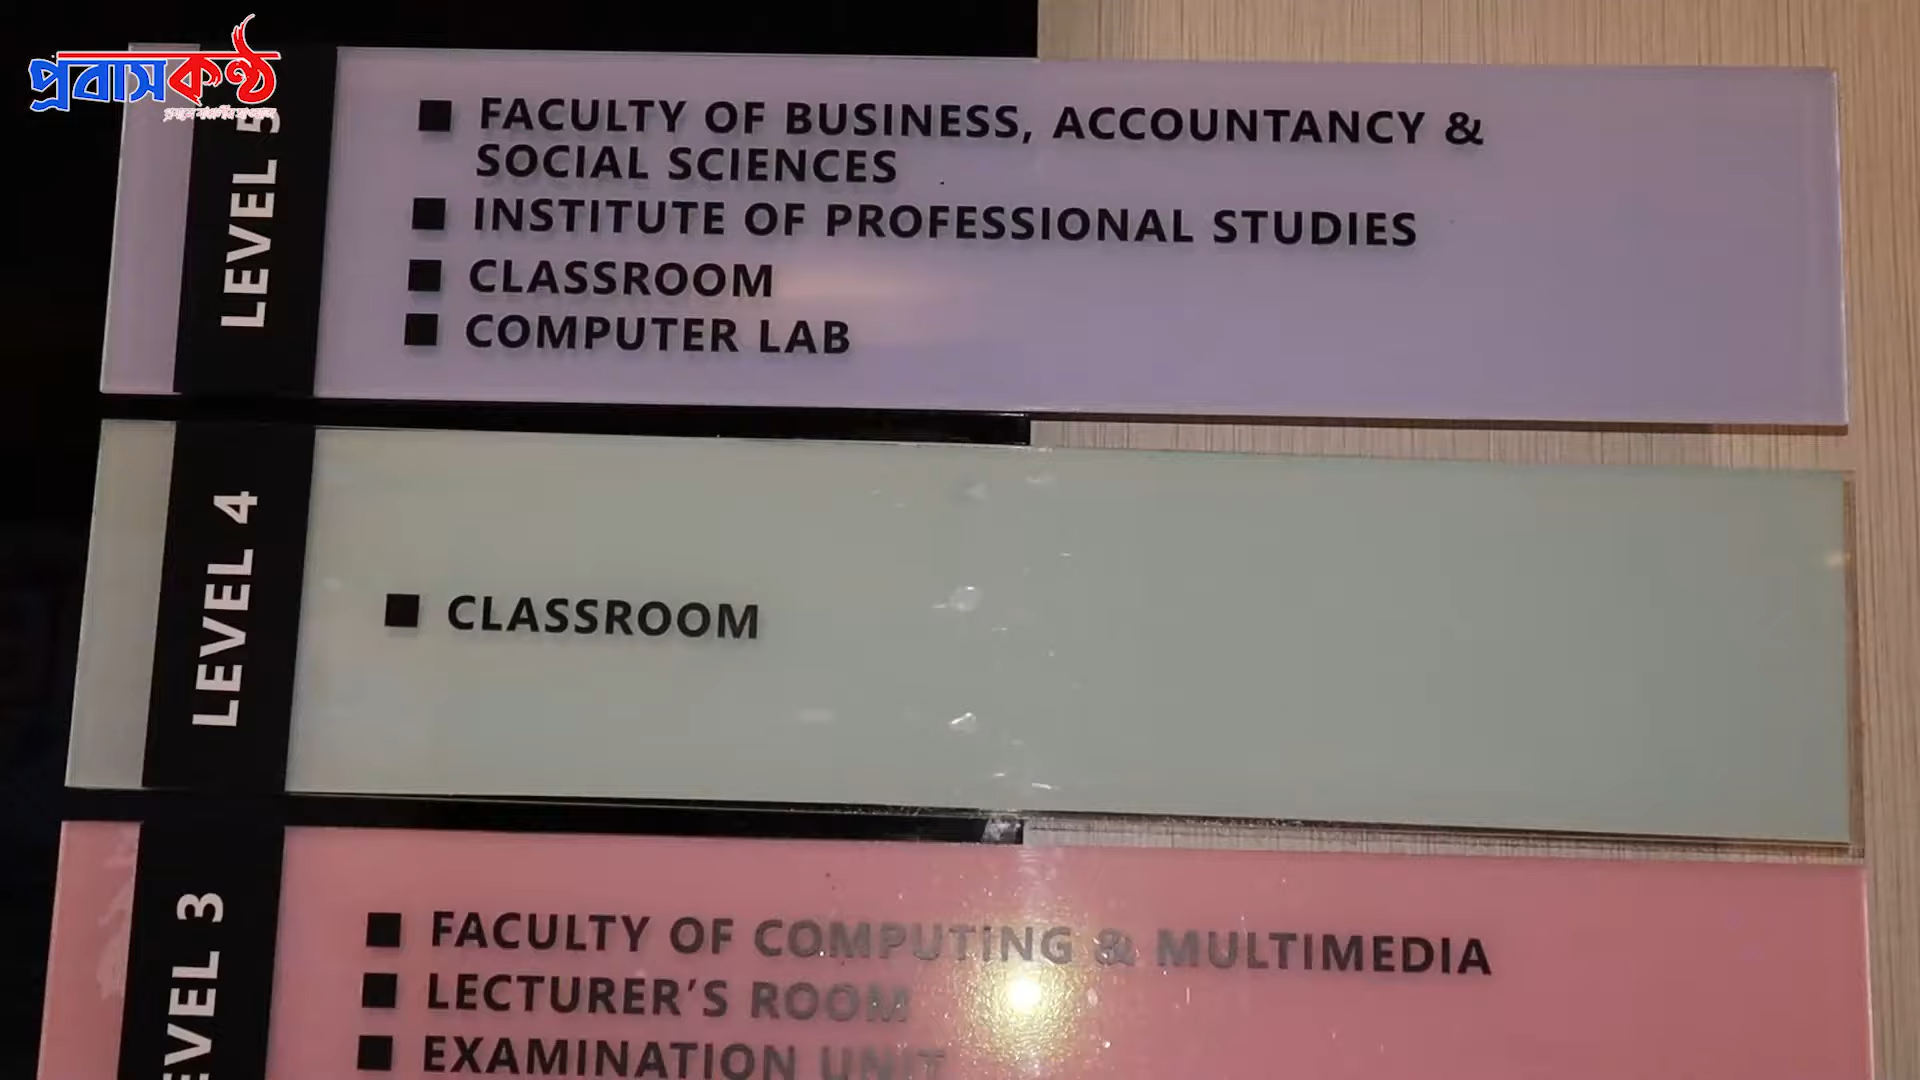 প্রবাসকণ্ঠ
LEVEL 5
FACULTY OF BUSINESS, ACCOUNTANCY &
SOCIAL SCIENCES
INSTITUTE OF PROFESSIONAL STUDIES
CLASSROOM
COMPUTER LAB
LEVEL 4
CLASSROOM
LEVEL 3
FACULTY OF COMPUTING & MULTIMEDIA
LECTURER'S ROOM
EXAMINATION UNIT